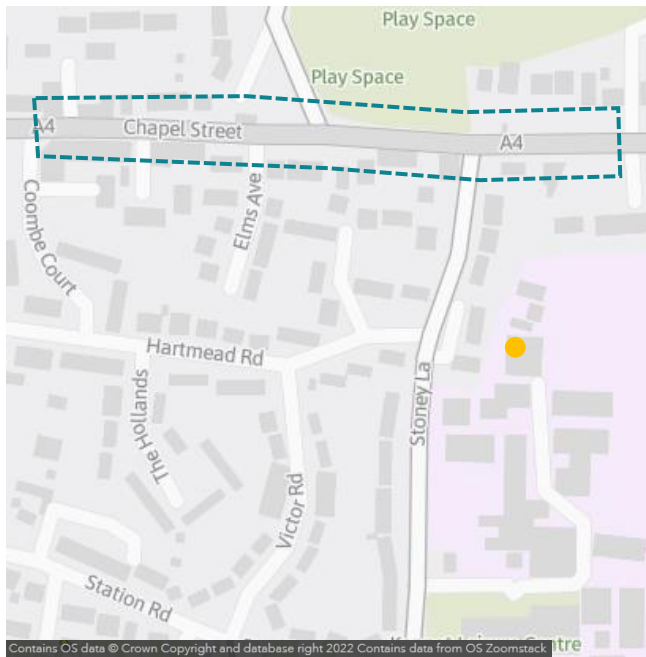 Play Space
Play Space
A4
Chapel Street
A4
Elms Ave
Coombe Court
Hartmead Rd
The Hollands
Stoney La
Victor Rd
Station Rd
Centre
Contains OS data © Crown Copyright and database right 2022 Contains data from OS Zoomstack